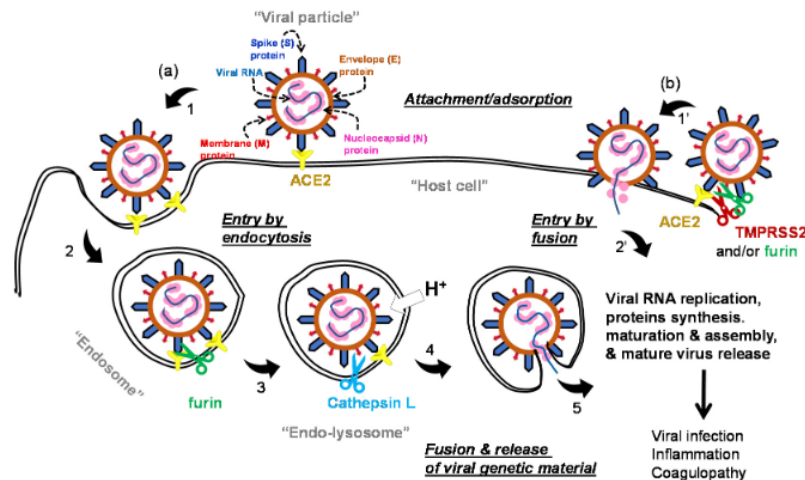 "Viral particle"
Spike (S)
protein
Envelope (E)
protein
Viral RNA
(a)
1
Membrane (M)
protein
Nucleocapsid (N)
protein
Attachment/adsorption
(b)
1'
ACE2
"Host cell"
ACE2
TMPRSS2
and/or furin
2
Entry by
endocytosis
Entry by
fusion
2'
"Endosome"
furin
3
H+
Cathepsin L
"Endo-lysosome"
4
5
Fusion & release
of viral genetic material
Viral RNA replication,
proteins synthesis.
maturation & assembly,
& mature virus release
Viral infection
Inflammation
Coagulopathy